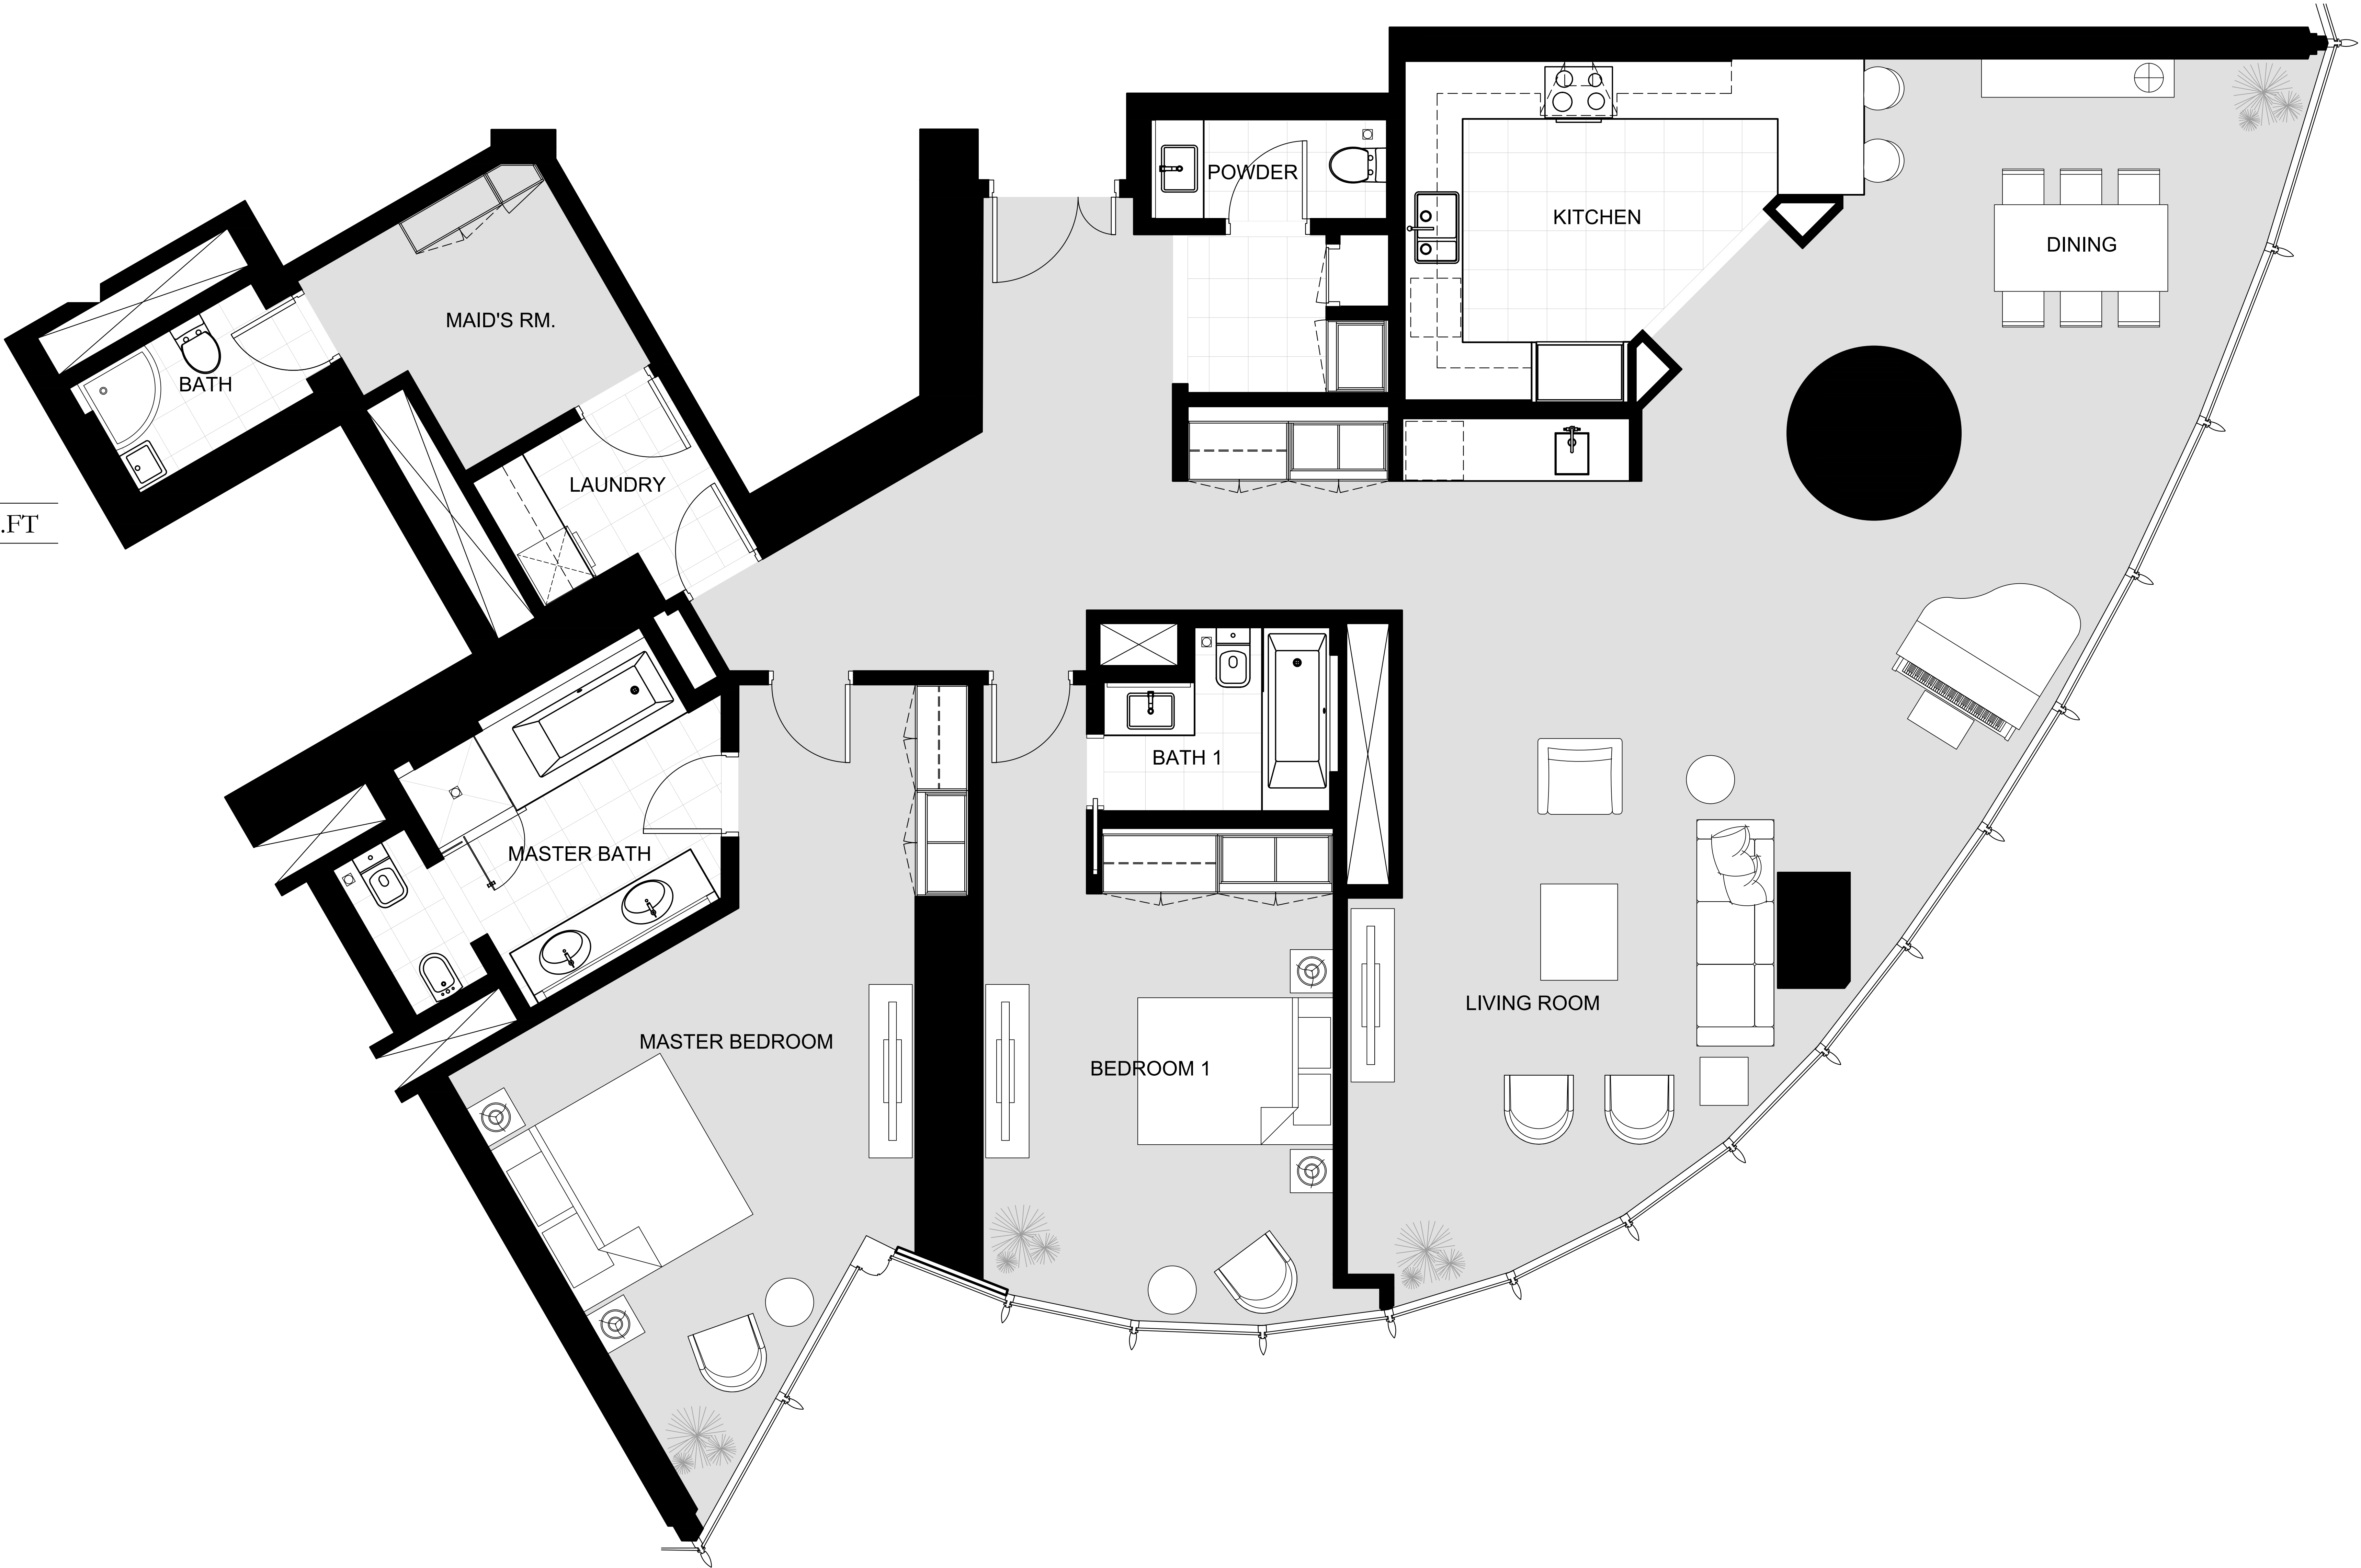 POWDER
KITCHEN
DINING
MAID'S RM.
BATH
LAUNDRY
.FT
BATH 1
MASTER BATH
LIVING ROOM
MASTER BEDROOM
BEDROOM 1